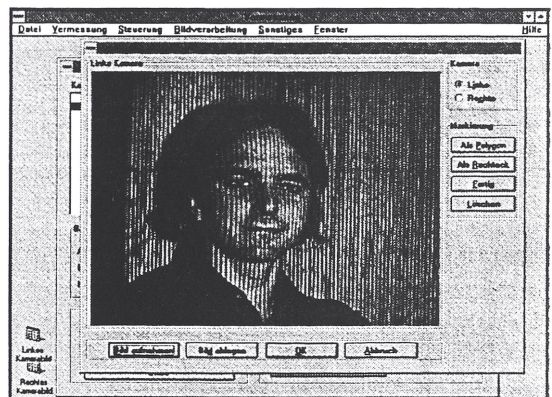 Datei Vermessung Steuerung Bildverarbeitung Sonstiges Fenster Hilfe
Linke Kamera
Kamera
Linke
Rechte
Maskierung
Als Polygon
Als Rechteck
Fertig
Löschen
Bild aufnehmen
Bild ablegen
OK
Abbruch
Linkes
Kamerabild
Rechtes
Kamerabild